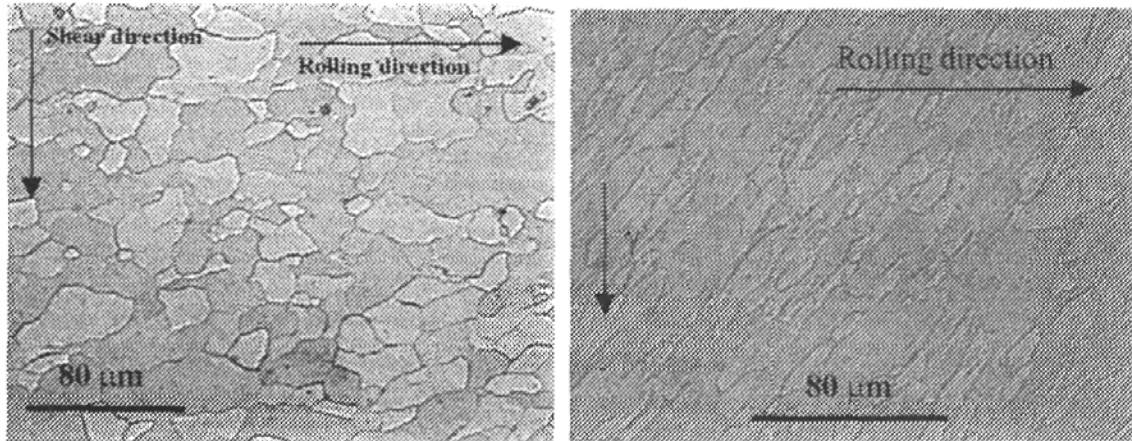 Shear direction
Rolling direction
80 μm
Rolling direction
γ
80 μm